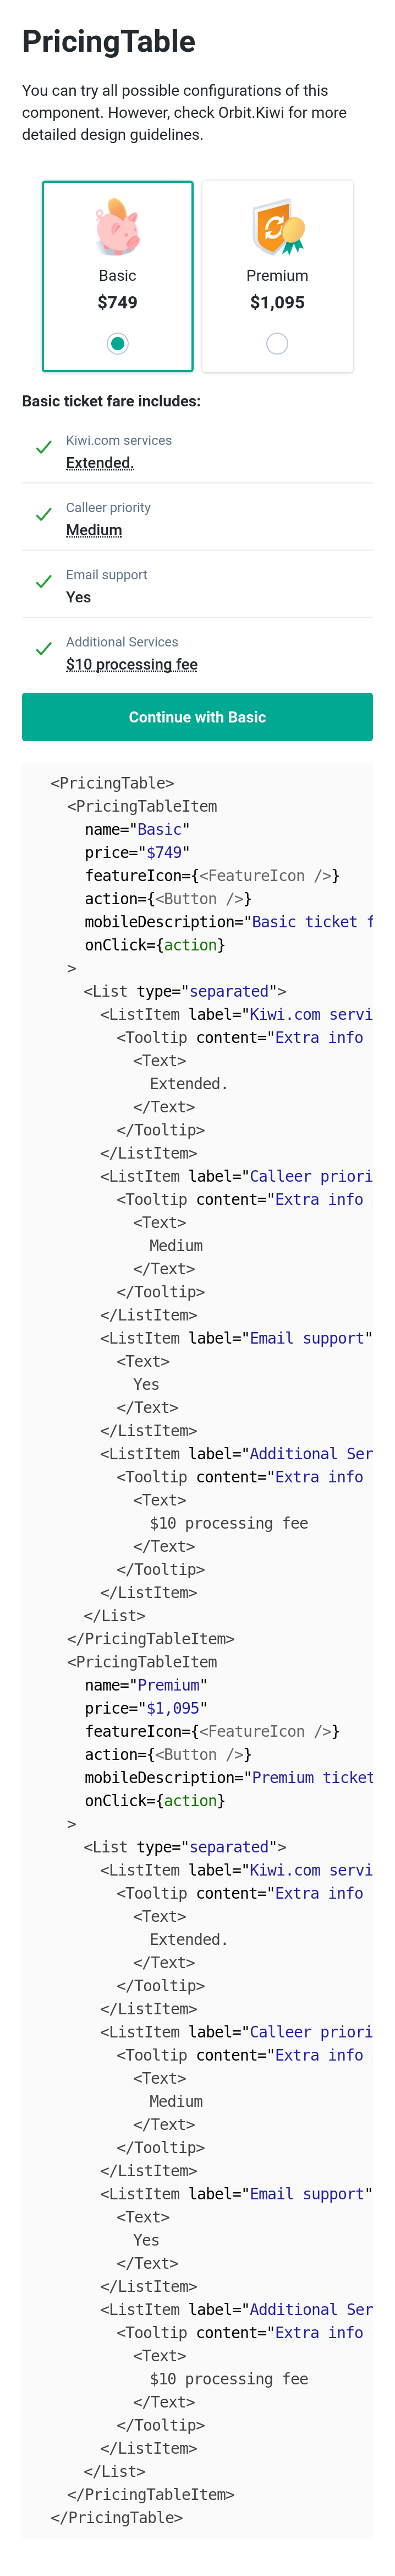 PricingTable
You can try all possible configurations of this
component. However, check Orbit.Kiwi for more
detailed design guidelines.
Basic
$749
Premium
$1,095
Basic ticket fare includes:
Kiwi.com services
Extended.
Calleer priority
Medium
Email support
Yes
Additional Services
$10 processing fee
Continue with Basic
<PricingTable>
<PricingTableItem
name="Basic"
price="$749"
featureIcon={<FeatureIcon />}
action={<Button />}
mobileDescription="Basic ticket f
onClick={action}
>
<List type="separated">
<ListItem label="Kiwi.com servi
<Tooltip content="Extra info
<Text>
Extended.
</Text>
</Tooltip>
</ListItem>
<ListItem label="Calleer priori
<Tooltip content="Extra info
<Text>
Medium
</Text>
</Tooltip>
</ListItem>
<ListItem label="Email support"
<Text>
Yes
</Text>
</ListItem>
<ListItem label="Additional Ser
<Tooltip content="Extra info
<Text>
$10 processing fee
</Text>
</Tooltip>
</ListItem>
</List>
</PricingTableItem>
<PricingTableItem
name="Premium"
price="$1,095"
featureIcon={<FeatureIcon />}
action={<Button />}
mobileDescription="Premium ticket
onClick={action}
>
<List type="separated">
<ListItem label="Kiwi.com servi
<Tooltip content="Extra info
<Text>
Extended.
</Text>
</Tooltip>
</ListItem>
<ListItem label="Calleer priori
<Tooltip content="Extra info
<Text>
Medium
</Text>
</Tooltip>
</ListItem>
<ListItem label="Email support"
<Text>
Yes
</Text>
</ListItem>
<ListItem label="Additional Ser
<Tooltip content="Extra info
<Text>
$10 processing fee
</Text>
</Tooltip>
</ListItem>
</List>
</PricingTableItem>
</PricingTable>